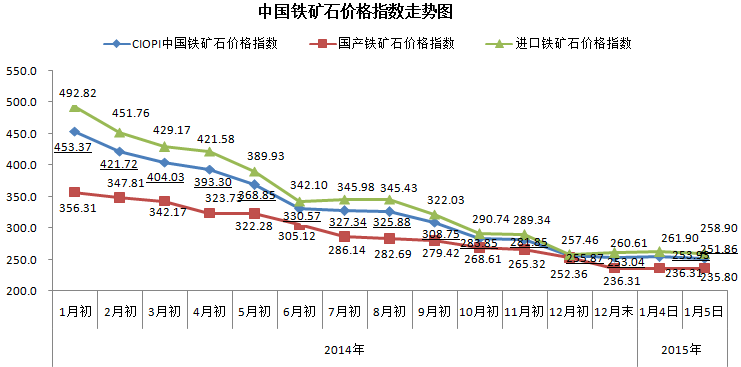 中国铁矿石价格指数走势图
CIOPI中国铁矿石价格指数 国产铁矿石价格指数 进口铁矿石价格指数
550.0
500.0
450.0
400.0
350.0
300.0
250.0
200.0
492.82 451.76 429.17 421.58 389.93 342.10 345.98 345.43 322.03 290.74 289.34 257.46 260.61 261.90 258.90
453.37 421.72 404.03 393.30 368.85 330.57 327.34 325.88 308.75 283.85 281.85 255.87 253.04 253.95 251.86
356.31 347.81 342.17 323.73 322.28 305.12 286.14 282.69 279.42 268.61 265.32 252.36 236.31 236.31 235.80
1月初 2月初 3月初 4月初 5月初 6月初 7月初 8月初 9月初 10月初 11月初 12月初 12月末 1月4日 1月5日
2014年 2015年